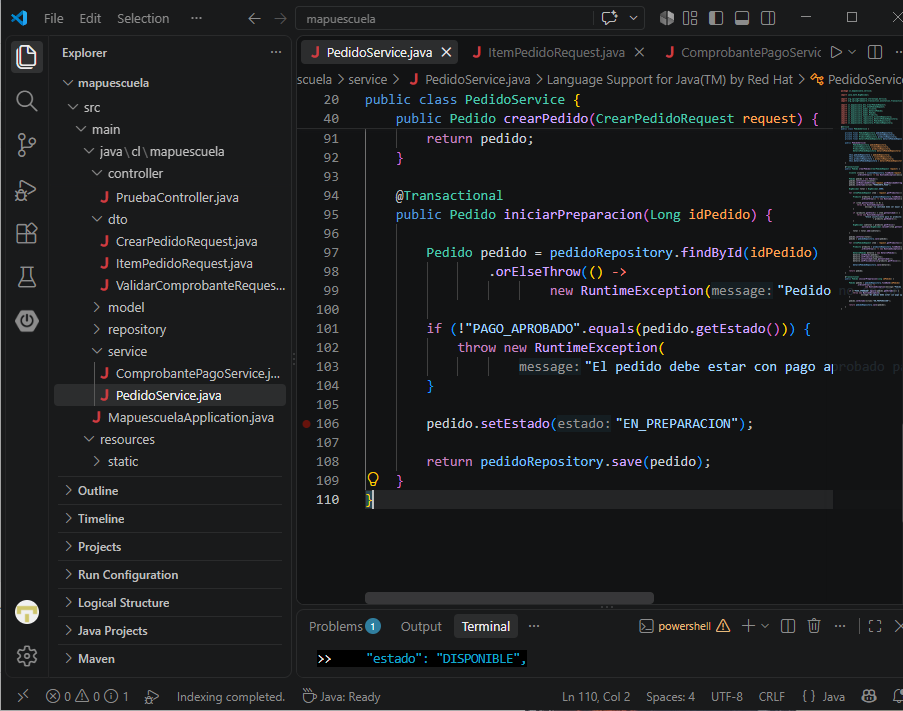 File Edit Selection ··· mapuescuela
Explorer ···
mapuescuela
src
main
java\cl\mapuescuela
controller
PruebaController.java
dto
CrearPedidoRequest.java
ItemPedidoRequest.java
ValidarComprobanteReques...
model
repository
service
ComprobantePagoService.j...
PedidoService.java
MapuescuelaApplication.java
resources
static
Outline
Timeline
Projects
Run Configuration
Logical Structure
Java Projects
Maven
PedidoService.java ItemPedidoRequest.java ComprobantePagoServic
scuela > service > PedidoService.java > Language Support for Java(TM) by Red Hat > PedidoService
20 public class PedidoService {
40 public Pedido crearPedido(CrearPedidoRequest request) {
91 return pedido;
92 }
93
94 @Transactional
95 public Pedido iniciarPreparacion(Long idPedido) {
96
97 Pedido pedido = pedidoRepository.findById(idPedido)
98 .orElseThrow(() ->
99 new RuntimeException(message: "Pedido
100
101 if (!"PAGO_APROBADO".equals(pedido.getEstado())) {
102 throw new RuntimeException(
103 message: "El pedido debe estar con pago aprobado p
104 }
105
106 pedido.setEstado(estado: "EN_PREPARACION");
107
108 return pedidoRepository.save(pedido);
109 }
110 }
Problems 1 Output Terminal ··· powershell ···
>> "estado": "DISPONIBLE",
0 0 1 Indexing completed. Java: Ready Ln 110, Col 2 Spaces: 4 UTF-8 CRLF { } Java